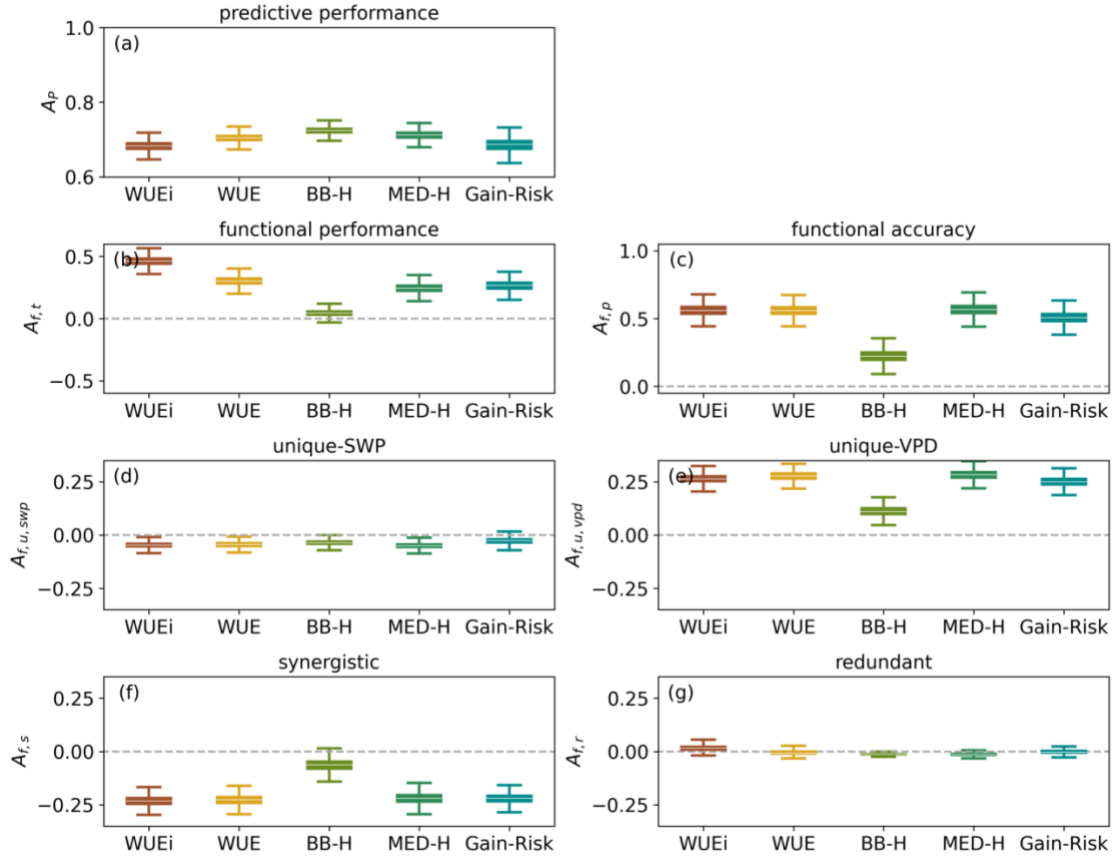 predictive performance
(a)
1.0
0.8
0.6
A_P
WUEi WUE BB-H MED-H Gain-Risk
functional performance
(b)
0.5
0.0
−0.5
A_{f,t}
WUEi WUE BB-H MED-H Gain-Risk
functional accuracy
(c)
1.0
0.5
0.0
A_{f,p}
WUEi WUE BB-H MED-H Gain-Risk
unique-SWP
(d)
0.25
0.00
−0.25
A_{f,u,swp}
WUEi WUE BB-H MED-H Gain-Risk
unique-VPD
(e)
0.25
0.00
−0.25
A_{f,u,vpd}
WUEi WUE BB-H MED-H Gain-Risk
synergistic
(f)
0.25
0.00
−0.25
A_{f,s}
WUEi WUE BB-H MED-H Gain-Risk
redundant
(g)
0.25
0.00
−0.25
A_{f,r}
WUEi WUE BB-H MED-H Gain-Risk